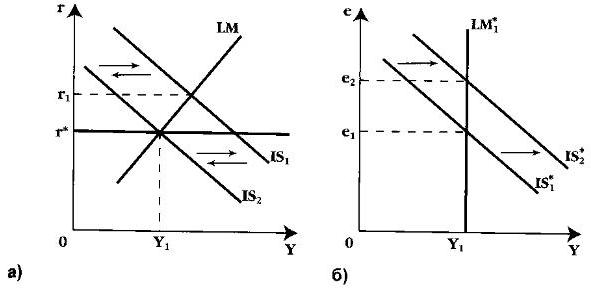 r
LM
r₁
r*
IS₁
IS₂
0
Y₁
Y
а)
e
LM₁*
e₂
e₁
IS₂*
IS₁*
0
Y₁
Y
б)